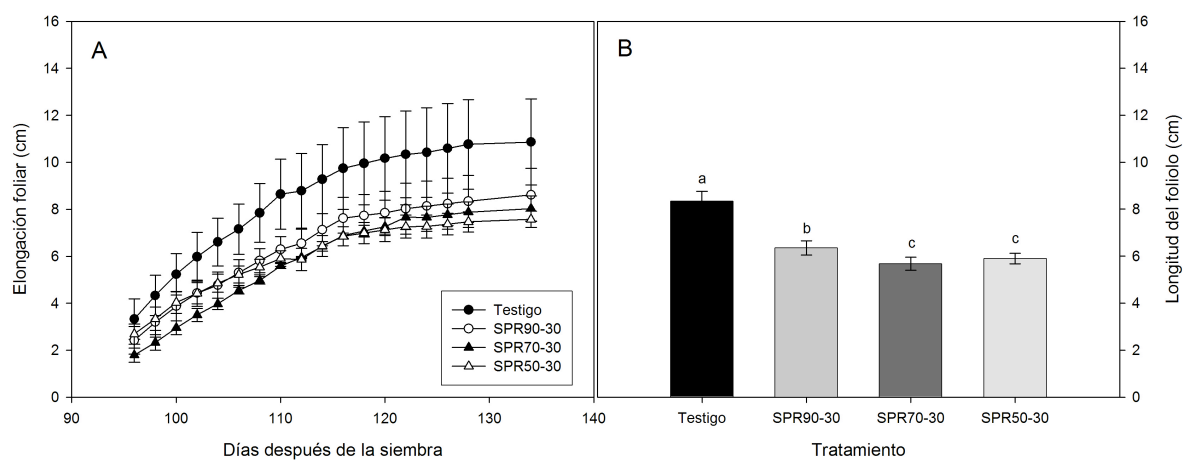 A
16
14
12
10
8
6
4
2
0
Elongación foliar (cm)
Testigo
SPR90-30
SPR70-30
SPR50-30
90 100 110 120 130 140
Días después de la siembra
B
a
b
c
c
Testigo SPR90-30 SPR70-30 SPR50-30
Tratamiento
16
14
12
10
8
6
4
2
0
Longitud del foliolo (cm)